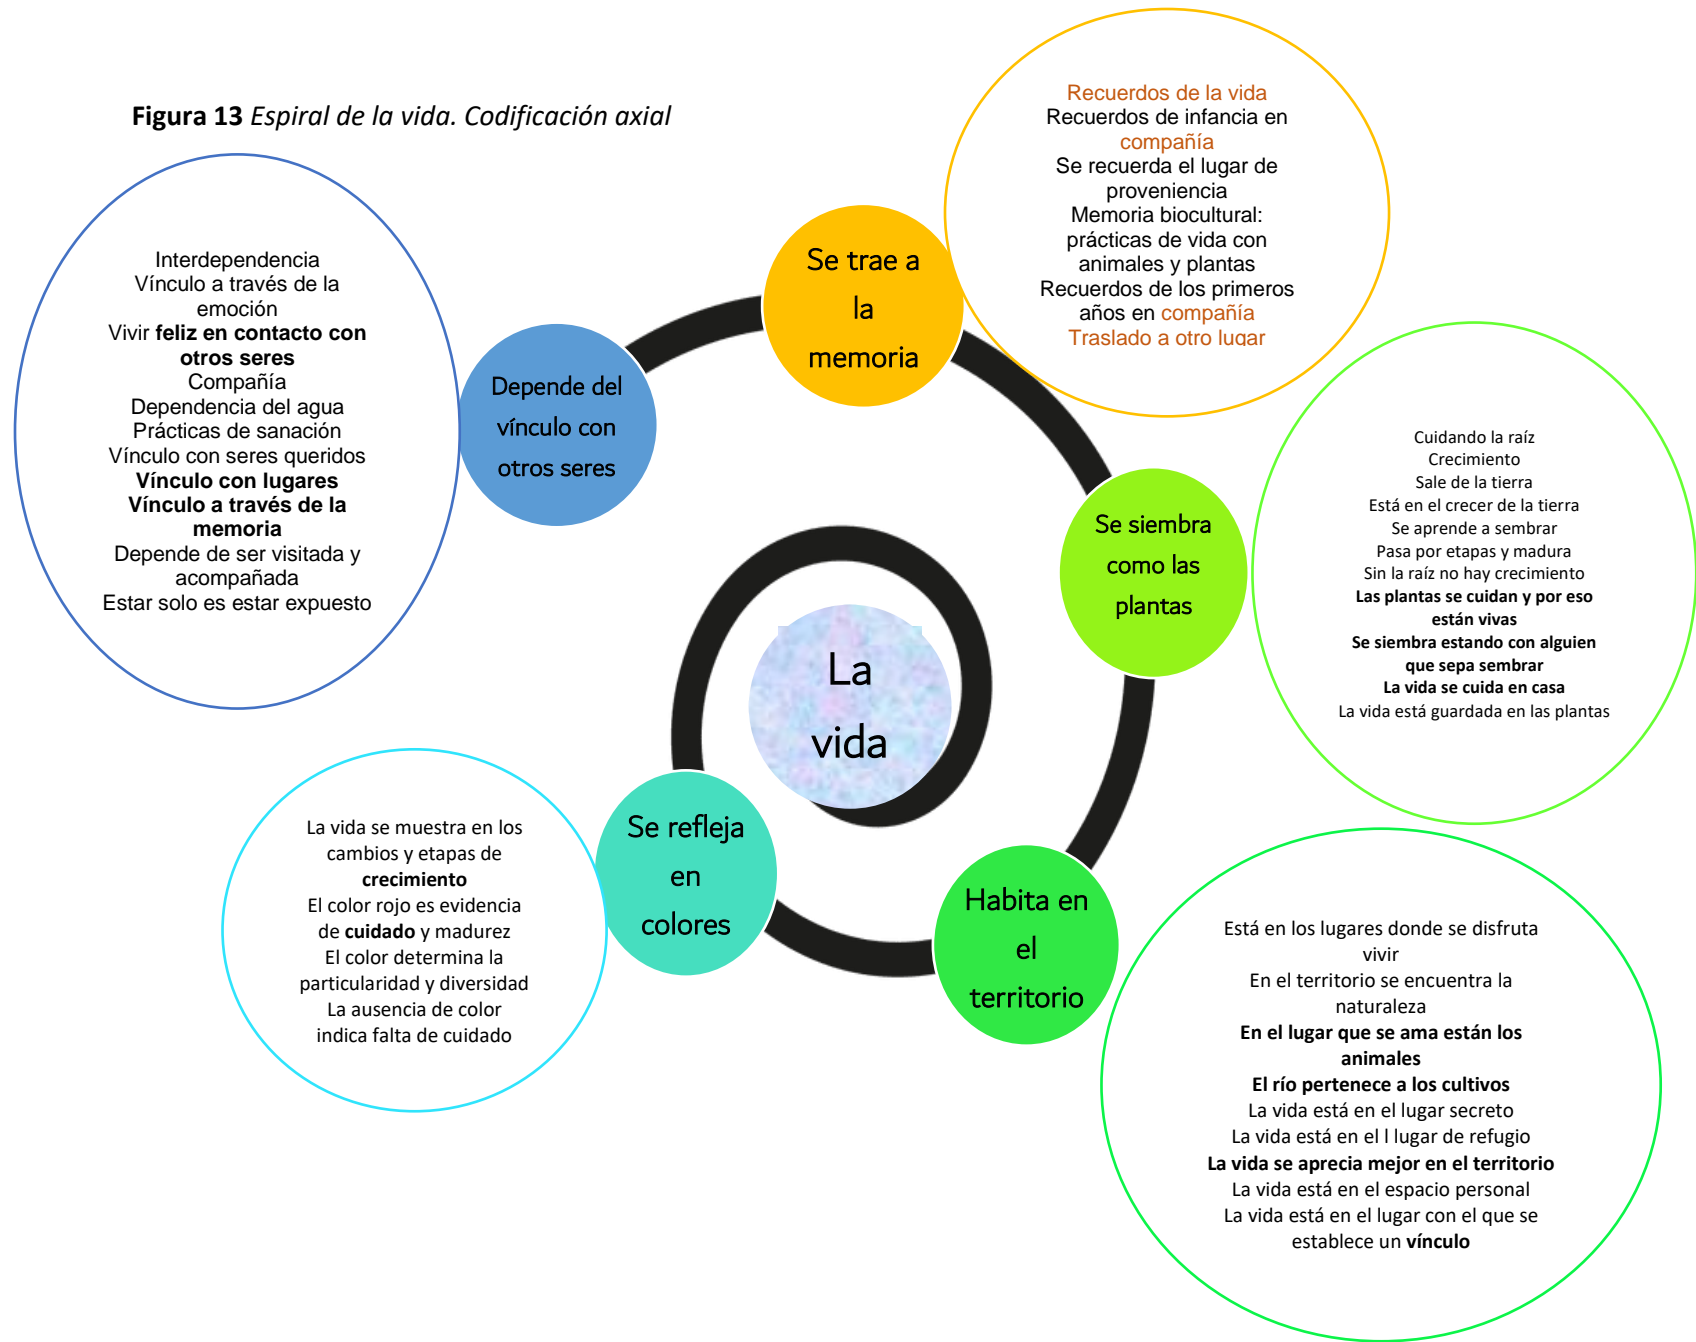 Figura 13 Espiral de la vida. Codificación axial
Interdependencia
Vínculo a través de la
emoción
Vivir feliz en contacto con
otros seres
Compañía
Dependencia del agua
Prácticas de sanación
Vínculo con seres queridos
Vínculo con lugares
Vínculo a través de la
memoria
Depende de ser visitada y
acompañada
Estar solo es estar expuesto
Depende del
vínculo con
otros seres
Se trae a
la
memoria
Recuerdos de la vida
Recuerdos de infancia en
compañía
Se recuerda el lugar de
proveniencia
Memoria biocultural:
prácticas de vida con
animales y plantas
Recuerdos de los primeros
años en compañía
Traslado a otro lugar
Se siembra
como las
plantas
Cuidando la raíz
Crecimiento
Sale de la tierra
Está en el crecer de la tierra
Se aprende a sembrar
Pasa por etapas y madura
Sin la raíz no hay crecimiento
Las plantas se cuidan y por eso
están vivas
Se siembra estando con alguien
que sepa sembrar
La vida se cuida en casa
La vida está guardada en las plantas
La
vida
Se refleja
en
colores
La vida se muestra en los
cambios y etapas de
crecimiento
El color rojo es evidencia
de cuidado y madurez
El color determina la
particularidad y diversidad
La ausencia de color
indica falta de cuidado
Habita en
el
territorio
Está en los lugares donde se disfruta
vivir
En el territorio se encuentra la
naturaleza
En el lugar que se ama están los
animales
El río pertenece a los cultivos
La vida está en el lugar secreto
La vida está en el l lugar de refugio
La vida se aprecia mejor en el territorio
La vida está en el espacio personal
La vida está en el lugar con el que se
establece un vínculo